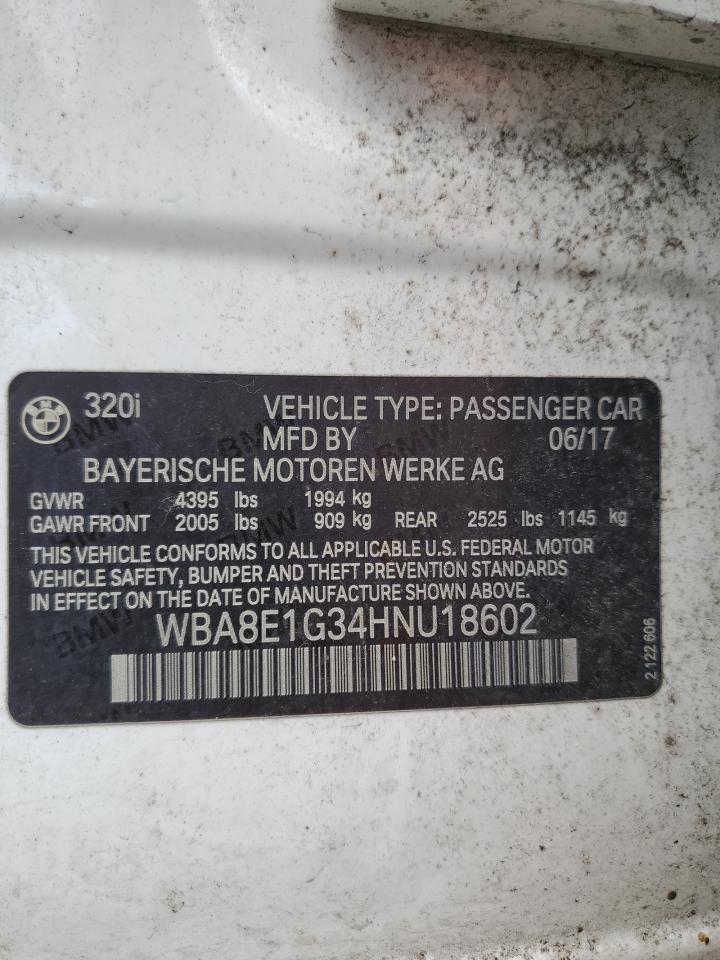 320i VEHICLE TYPE: PASSENGER CAR
MFD BY 06/17
BAYERISCHE MOTOREN WERKE AG
GVWR 4395 lbs 1994 kg
GAWR FRONT 2005 lbs 909 kg REAR 2525 lbs 1145 kg
THIS VEHICLE CONFORMS TO ALL APPLICABLE U.S. FEDERAL MOTOR
VEHICLE SAFETY, BUMPER AND THEFT PREVENTION STANDARDS
IN EFFECT ON THE DATE OF MANUFACTURE SHOWN ABOVE.
WBA8E1G34HNU18602
2 122 606